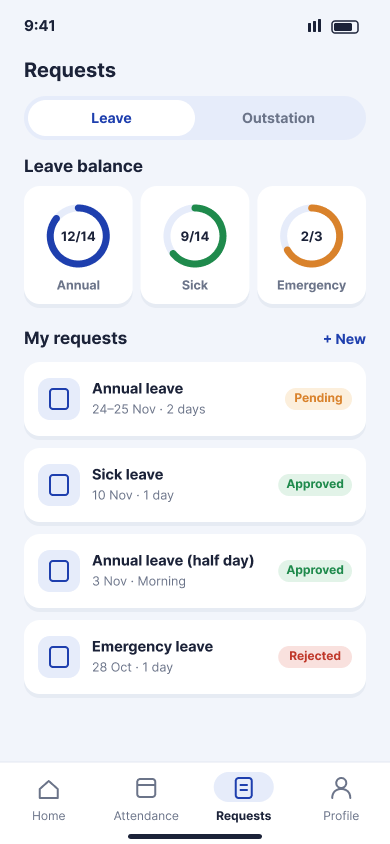 9:41
Requests
Leave
Outstation
Leave balance
12/14
9/14
2/3
Annual
Sick
Emergency
My requests
+ New
Annual leave
24–25 Nov · 2 days
Pending
Sick leave
10 Nov · 1 day
Approved
Annual leave (half day)
3 Nov · Morning
Approved
Emergency leave
28 Oct · 1 day
Rejected
Home
Attendance
Requests
Profile